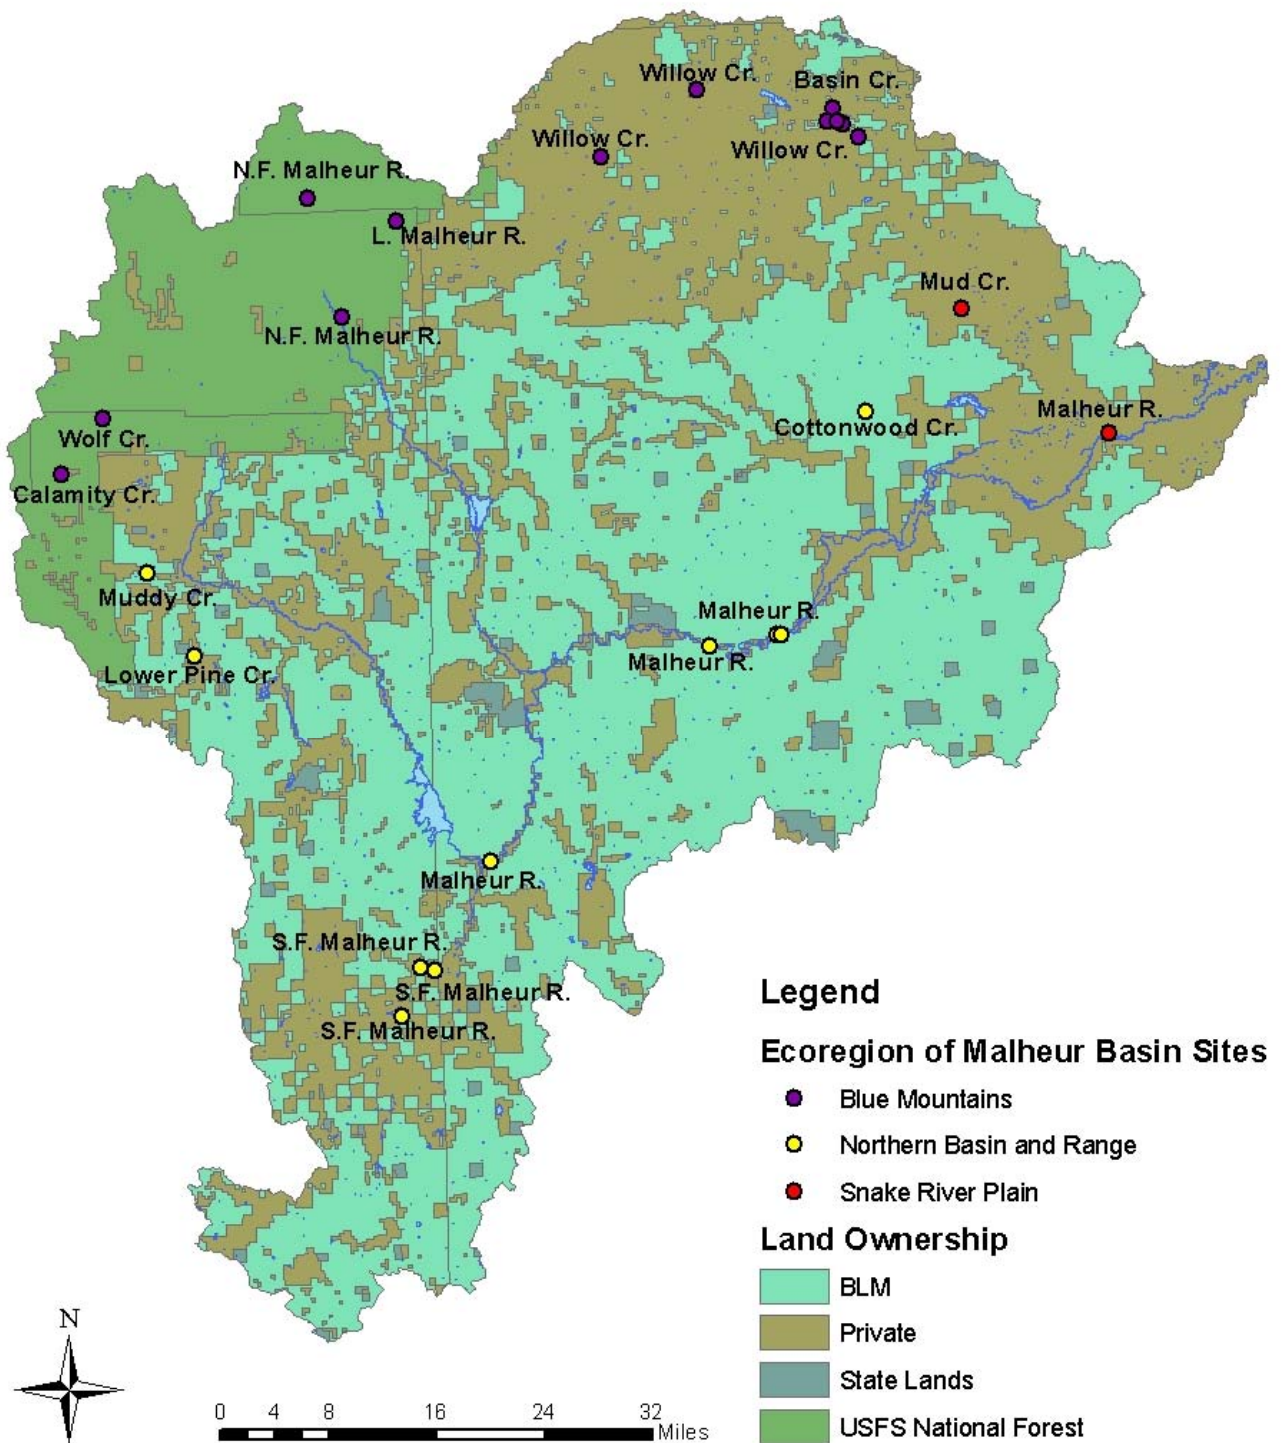 Willow Cr.
Basin Cr.
Willow Cr.
Willow Cr.
N.F. Malheur R.
L. Malheur R.
Mud Cr.
N.F. Malheur R.
Malheur R.
Cottonwood Cr.
Wolf Cr.
Calamity Cr.
Muddy Cr.
Malheur R.
Malheur R.
Lower Pine Cr.
Malheur R.
S.F. Malheur R.
S.F. Malheur R.
S.F. Malheur R.
Legend
Ecoregion of Malheur Basin Sites
Blue Mountains
Northern Basin and Range
Snake River Plain
Land Ownership
BLM
Private
State Lands
USFS National Forest
N
0 4 8 16 24 32
Miles